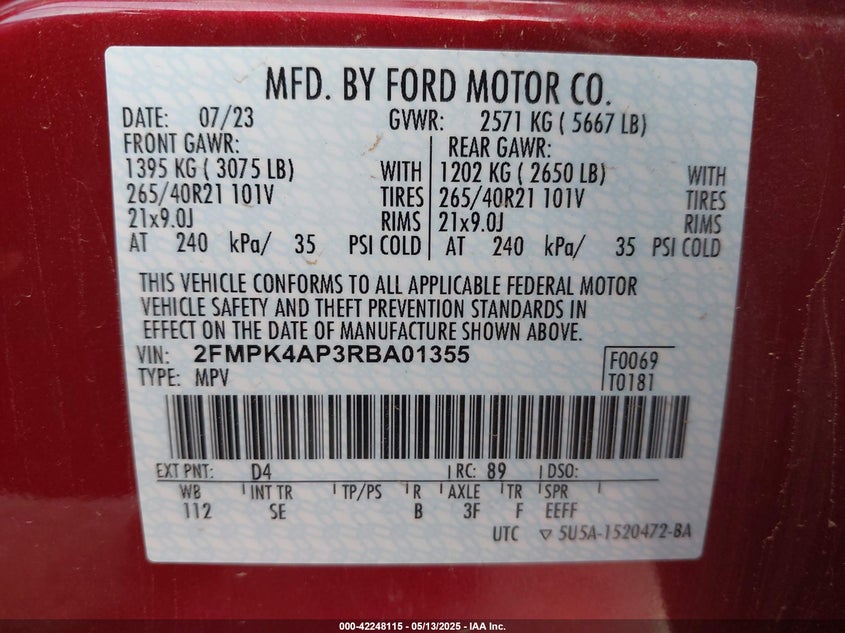 MFD. BY FORD MOTOR CO.
DATE: 07/23 GVWR: 2571 KG ( 5667 LB)
FRONT GAWR: REAR GAWR:
1395 KG ( 3075 LB) WITH 1202 KG ( 2650 LB) WITH
265/40R21 101V TIRES 265/40R21 101V TIRES
21x9.0J RIMS 21x9.0J RIMS
AT 240 kPa/ 35 PSI COLD AT 240 kPa/ 35 PSI COLD
THIS VEHICLE CONFORMS TO ALL APPLICABLE FEDERAL MOTOR
VEHICLE SAFETY AND THEFT PREVENTION STANDARDS IN
EFFECT ON THE DATE OF MANUFACTURE SHOWN ABOVE.
VIN: 2FMPK4AP3RBA01355 F0069
TYPE: MPV T0181
EXT PNT: D4 RC: 89 DSO:
WB INT TR TP/PS R AXLE TR SPR
112 SE B 3F F EEFF
UTC ▽ 5U5A-1520472-BA
000-42248115 - 05/13/2025 - IAA Inc.